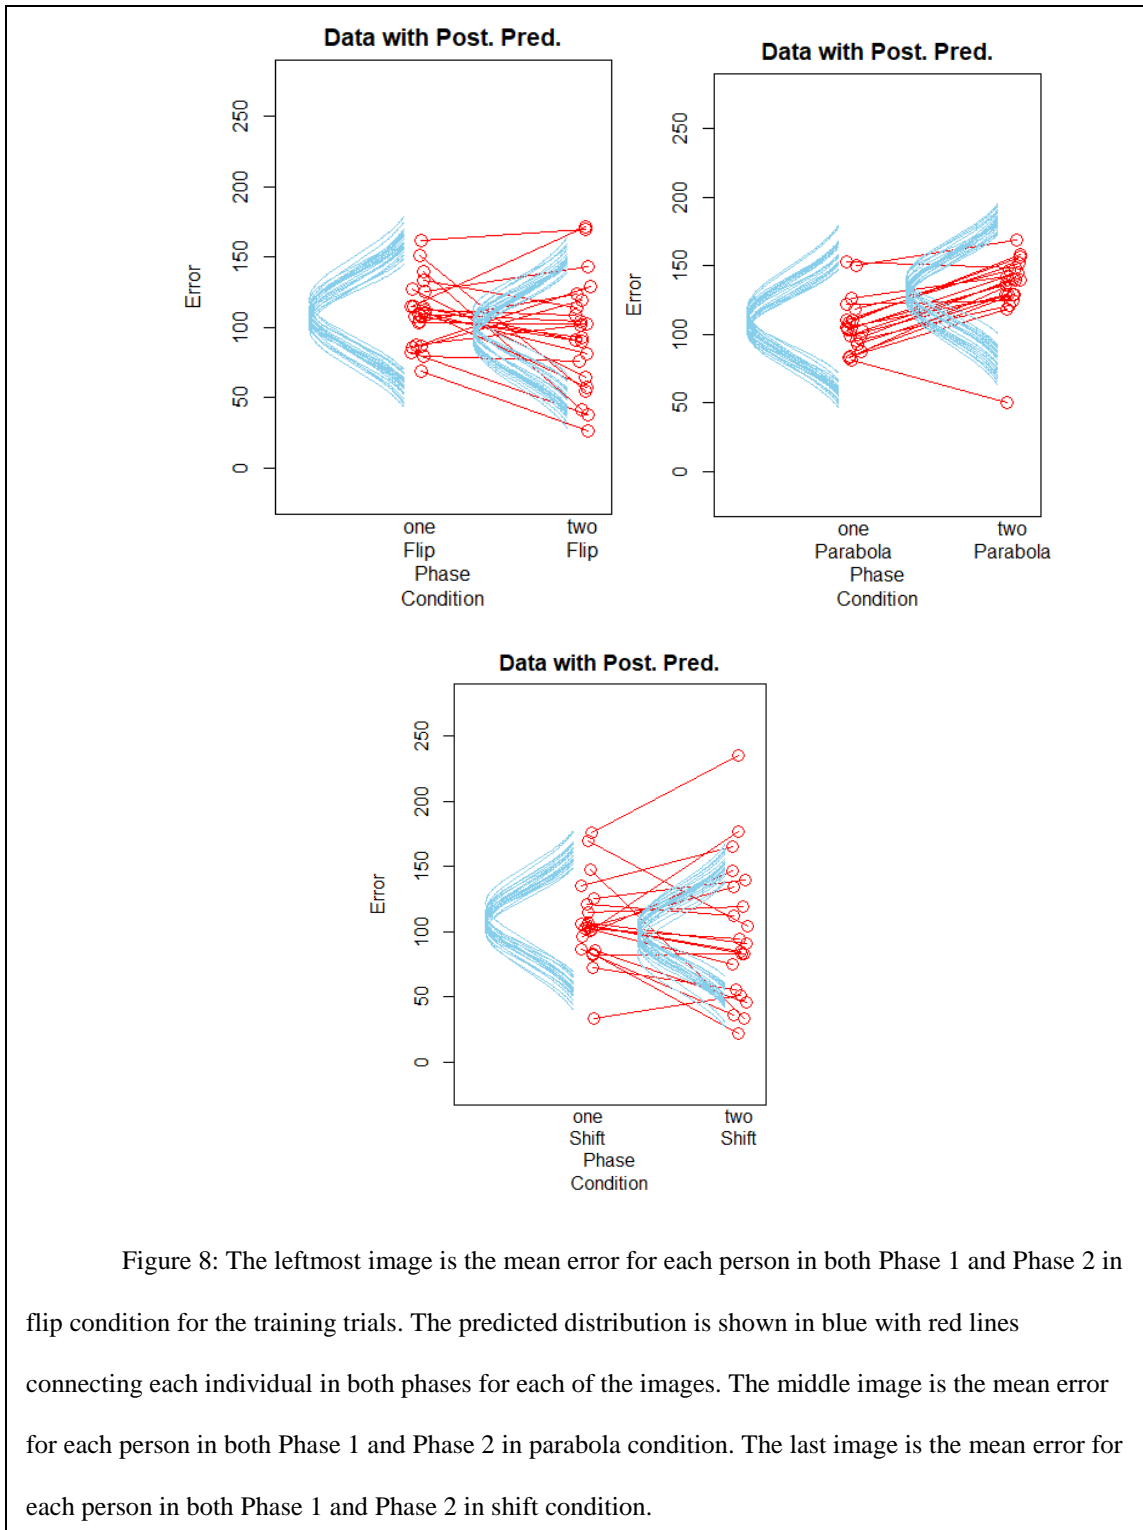 Data with Post. Pred.
Error
250
200
150
100
50
0
one
two
Flip
Flip
Phase
Condition
Data with Post. Pred.
Error
250
200
150
100
50
0
one
two
Parabola
Parabola
Phase
Condition
Data with Post. Pred.
Error
250
200
150
100
50
0
one
two
Shift
Shift
Phase
Condition
Figure 8: The leftmost image is the mean error for each person in both Phase 1 and Phase 2 in
flip condition for the training trials. The predicted distribution is shown in blue with red lines
connecting each individual in both phases for each of the images. The middle image is the mean error
for each person in both Phase 1 and Phase 2 in parabola condition. The last image is the mean error for
each person in both Phase 1 and Phase 2 in shift condition.